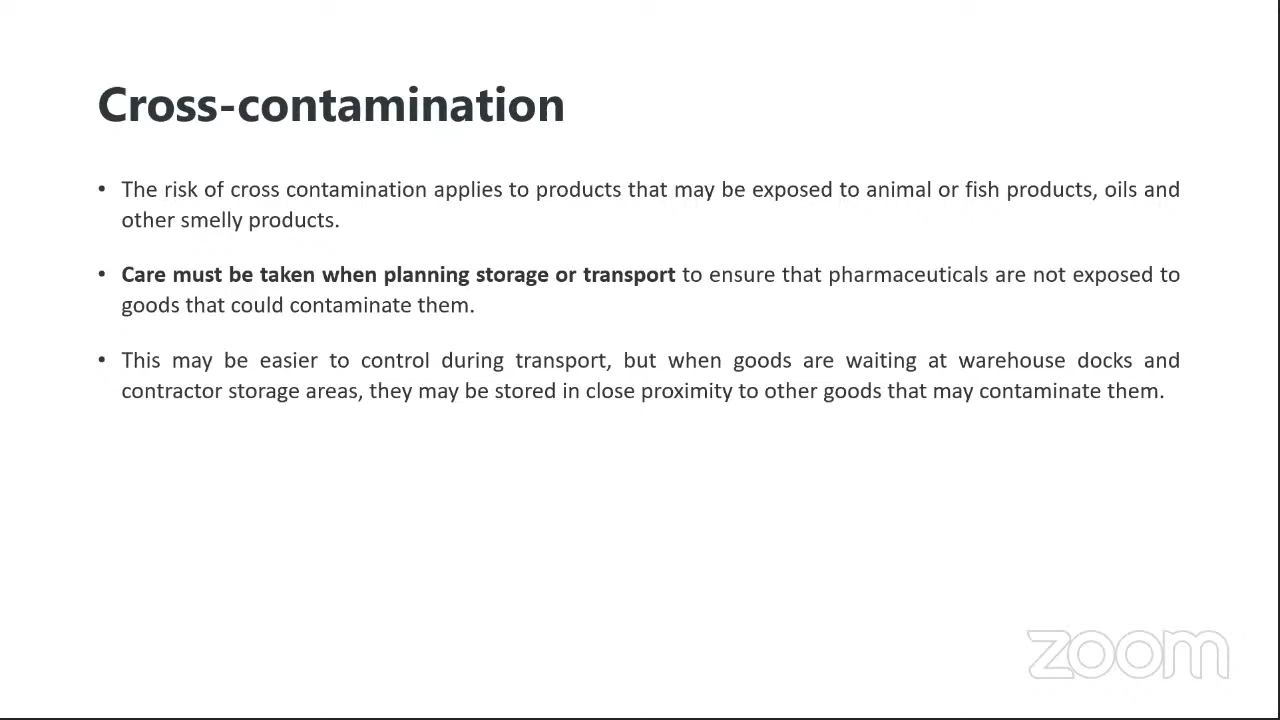 Cross-contamination
• The risk of cross contamination applies to products that may be exposed to animal or fish products, oils and
other smelly products.
• Care must be taken when planning storage or transport to ensure that pharmaceuticals are not exposed to
goods that could contaminate them.
• This may be easier to control during transport, but when goods are waiting at warehouse docks and
contractor storage areas, they may be stored in close proximity to other goods that may contaminate them.
zoom